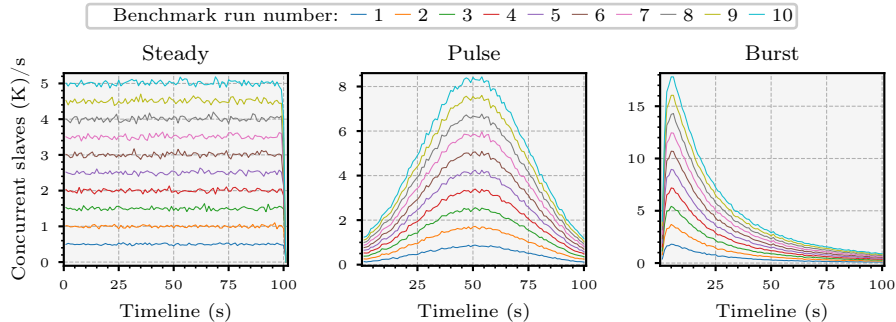 Benchmark run number: 1 2 3 4 5 6 7 8 9 10
Steady Pulse Burst
Concurrent slaves (K)/s
5
4
3
2
1
0
0 25 50 75 100
Timeline (s)
8
6
4
2
0
25 50 75 100
Timeline (s)
15
10
5
0
25 50 75 100
Timeline (s)